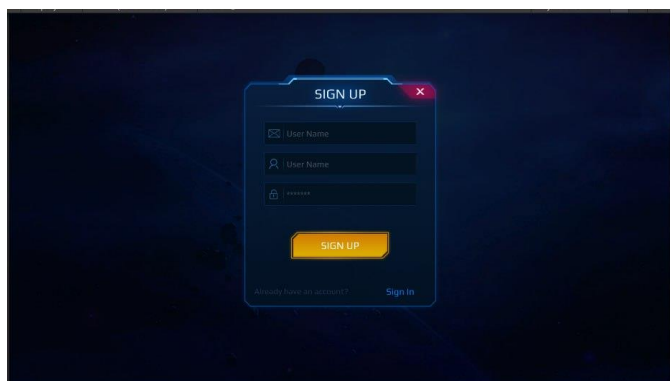 SIGN UP
User Name
User Name
*******
SIGN UP
Already have an account? Sign In